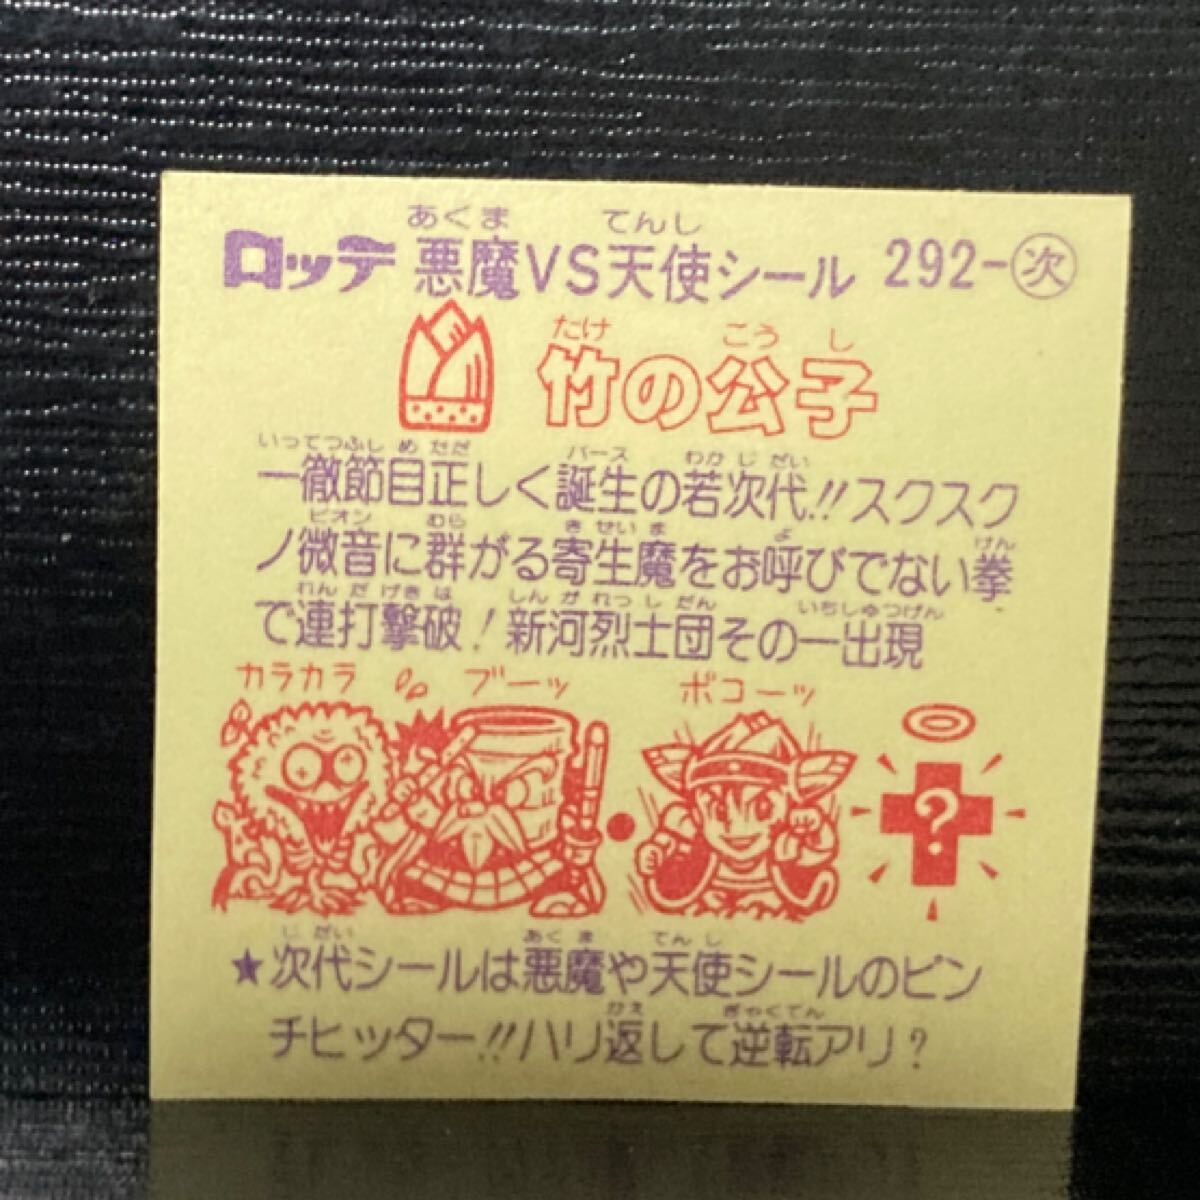 あくま てんし
ロッテ 悪魔VS天使シール 292-次
たけ こうし
竹の公子
いってつふしめただ バース わかじだい
一徹節目正しく誕生の若次代!!スクスク
ビオン むら きせいま よ けん
ノ微音に群がる寄生魔をお呼びでない拳
れんだげきは しんがれっしだん いちしゅつげん
で連打撃破!新河烈士団その一出現
カラカラ ブーッ ポコーッ
?
じだい あくま てんし
★次代シールは悪魔や天使シールのピン
かえ ぎゃくてん
チヒッター!!ハリ返して逆転アリ?